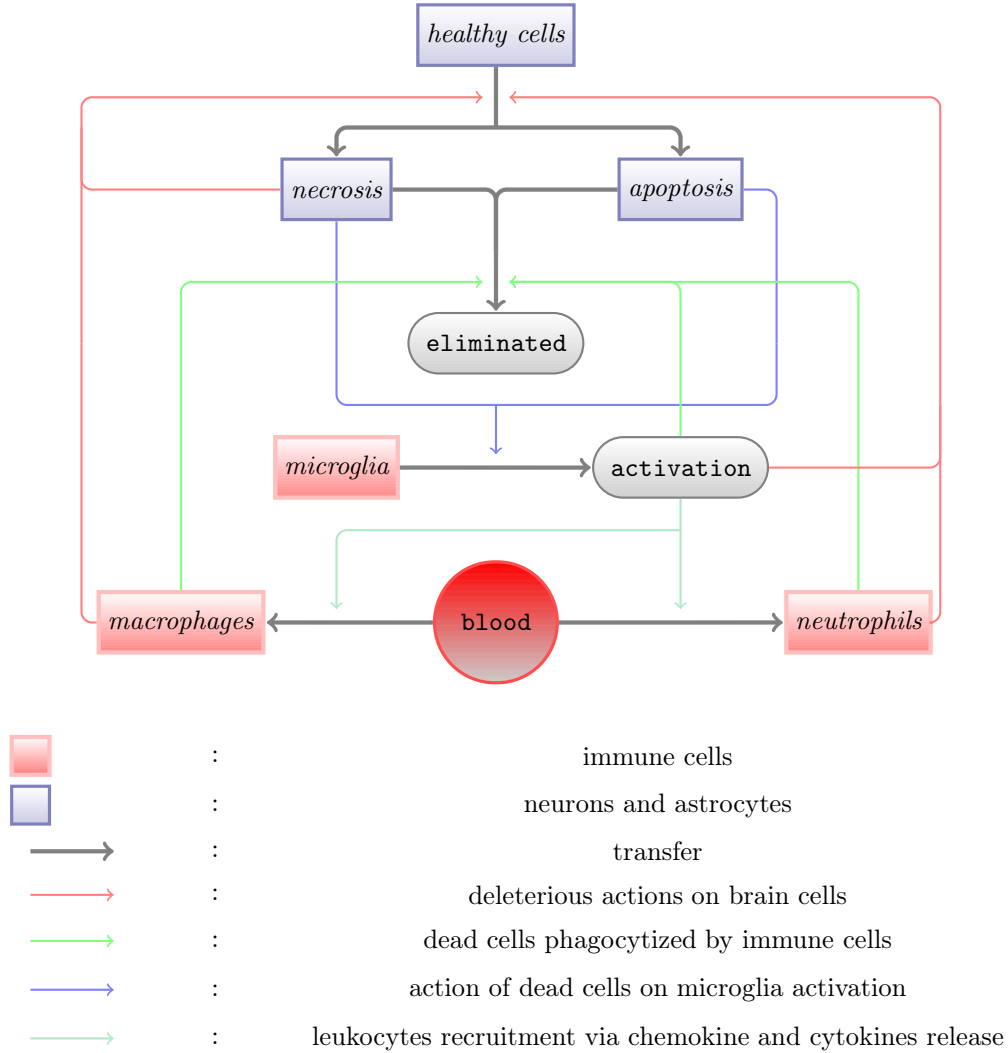 healthy cells
necrosis
apoptosis
eliminated
microglia
activation
macrophages
blood
neutrophils
: immune cells
: neurons and astrocytes
: transfer
: deleterious actions on brain cells
: dead cells phagocytized by immune cells
: action of dead cells on microglia activation
: leukocytes recruitment via chemokine and cytokines release